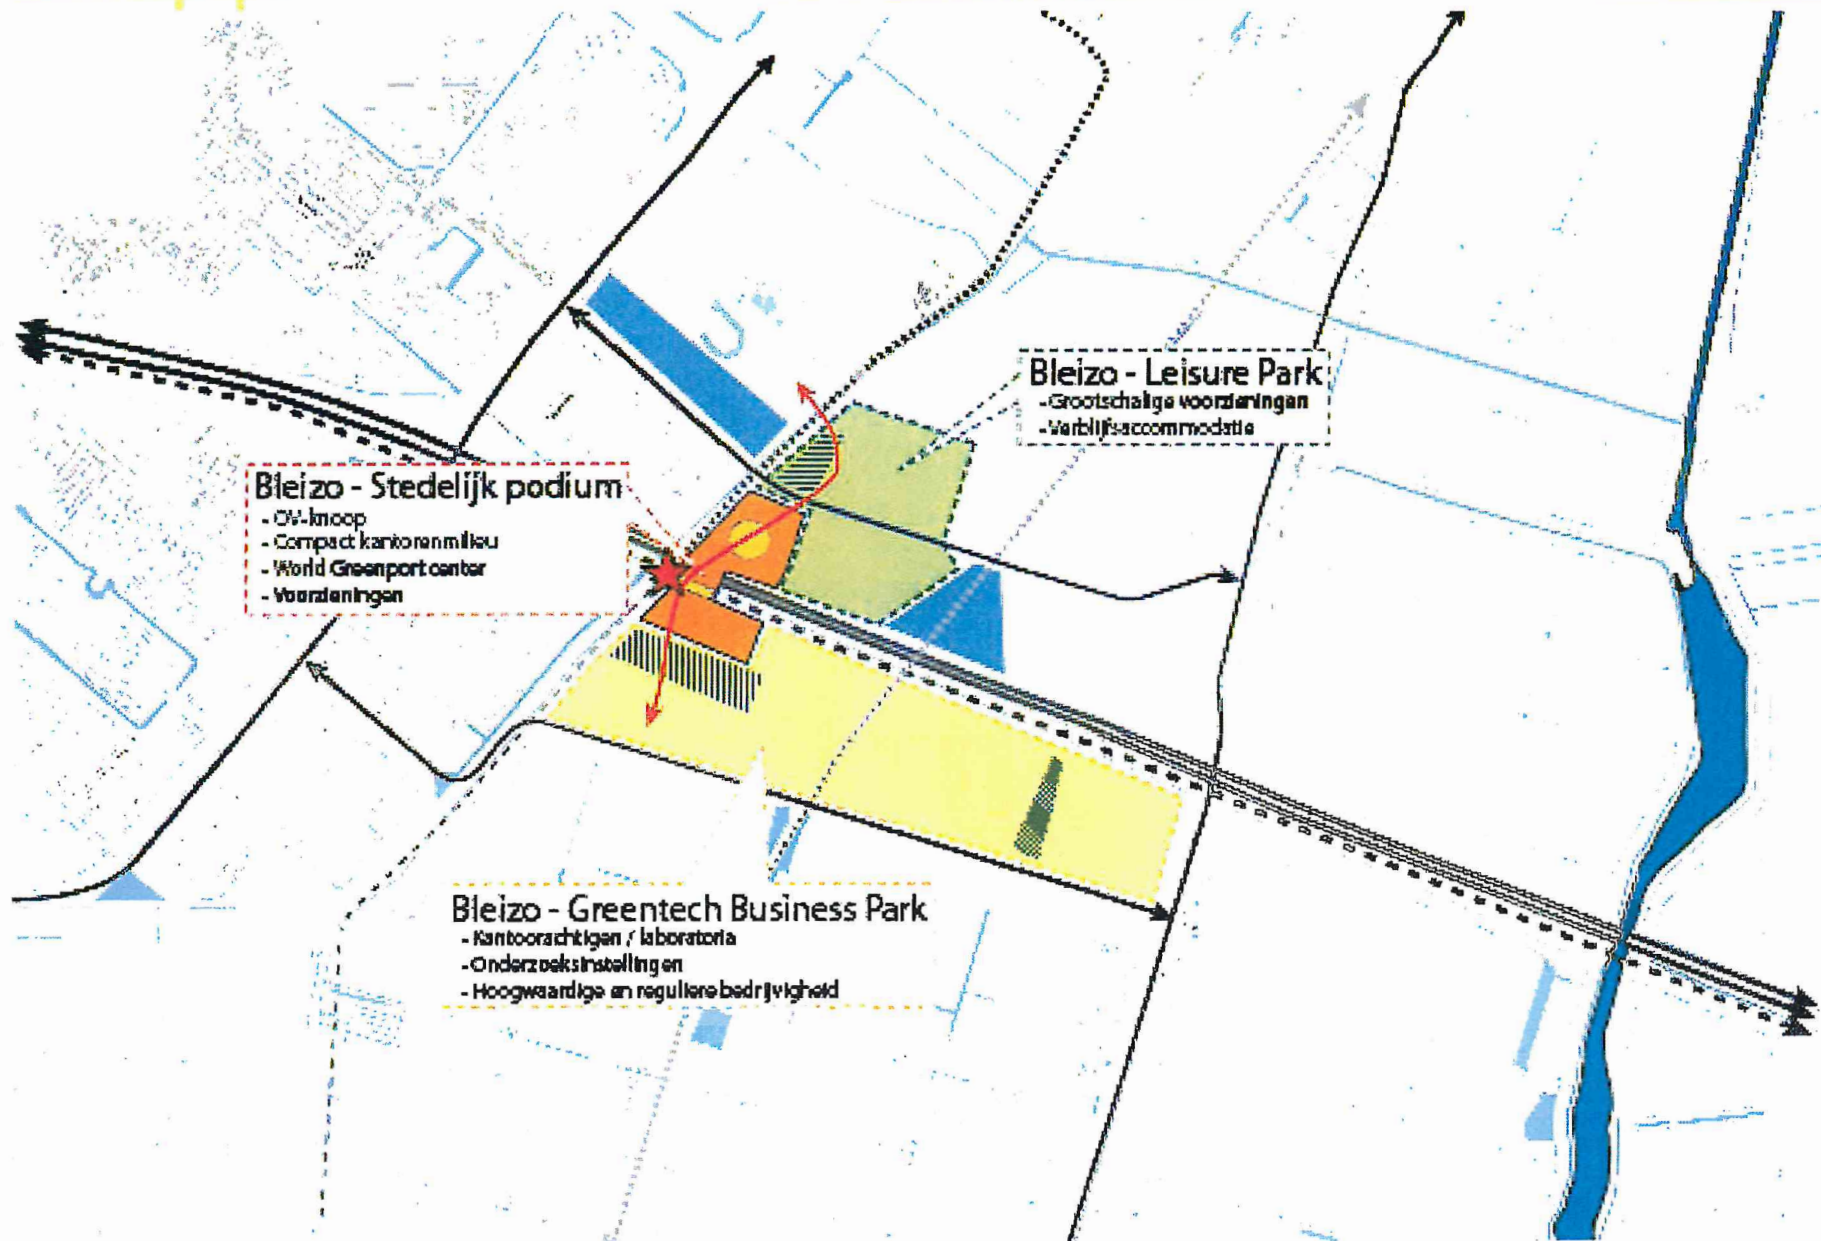 Bleizo - Leisure Park
- Grootschalige voorzieningen
- Verblijfsaccommodatie
Bleizo - Stedelijk podium
- OV-knoop
- Compact kantorenmilieu
- World Greenport center
- Voorzieningen
Bleizo - Greentech Business Park
- Kantoorachtigen / laboratoria
- Onderzoeksinstellingen
- Hoogwaardige en reguliere bedrijvigheid